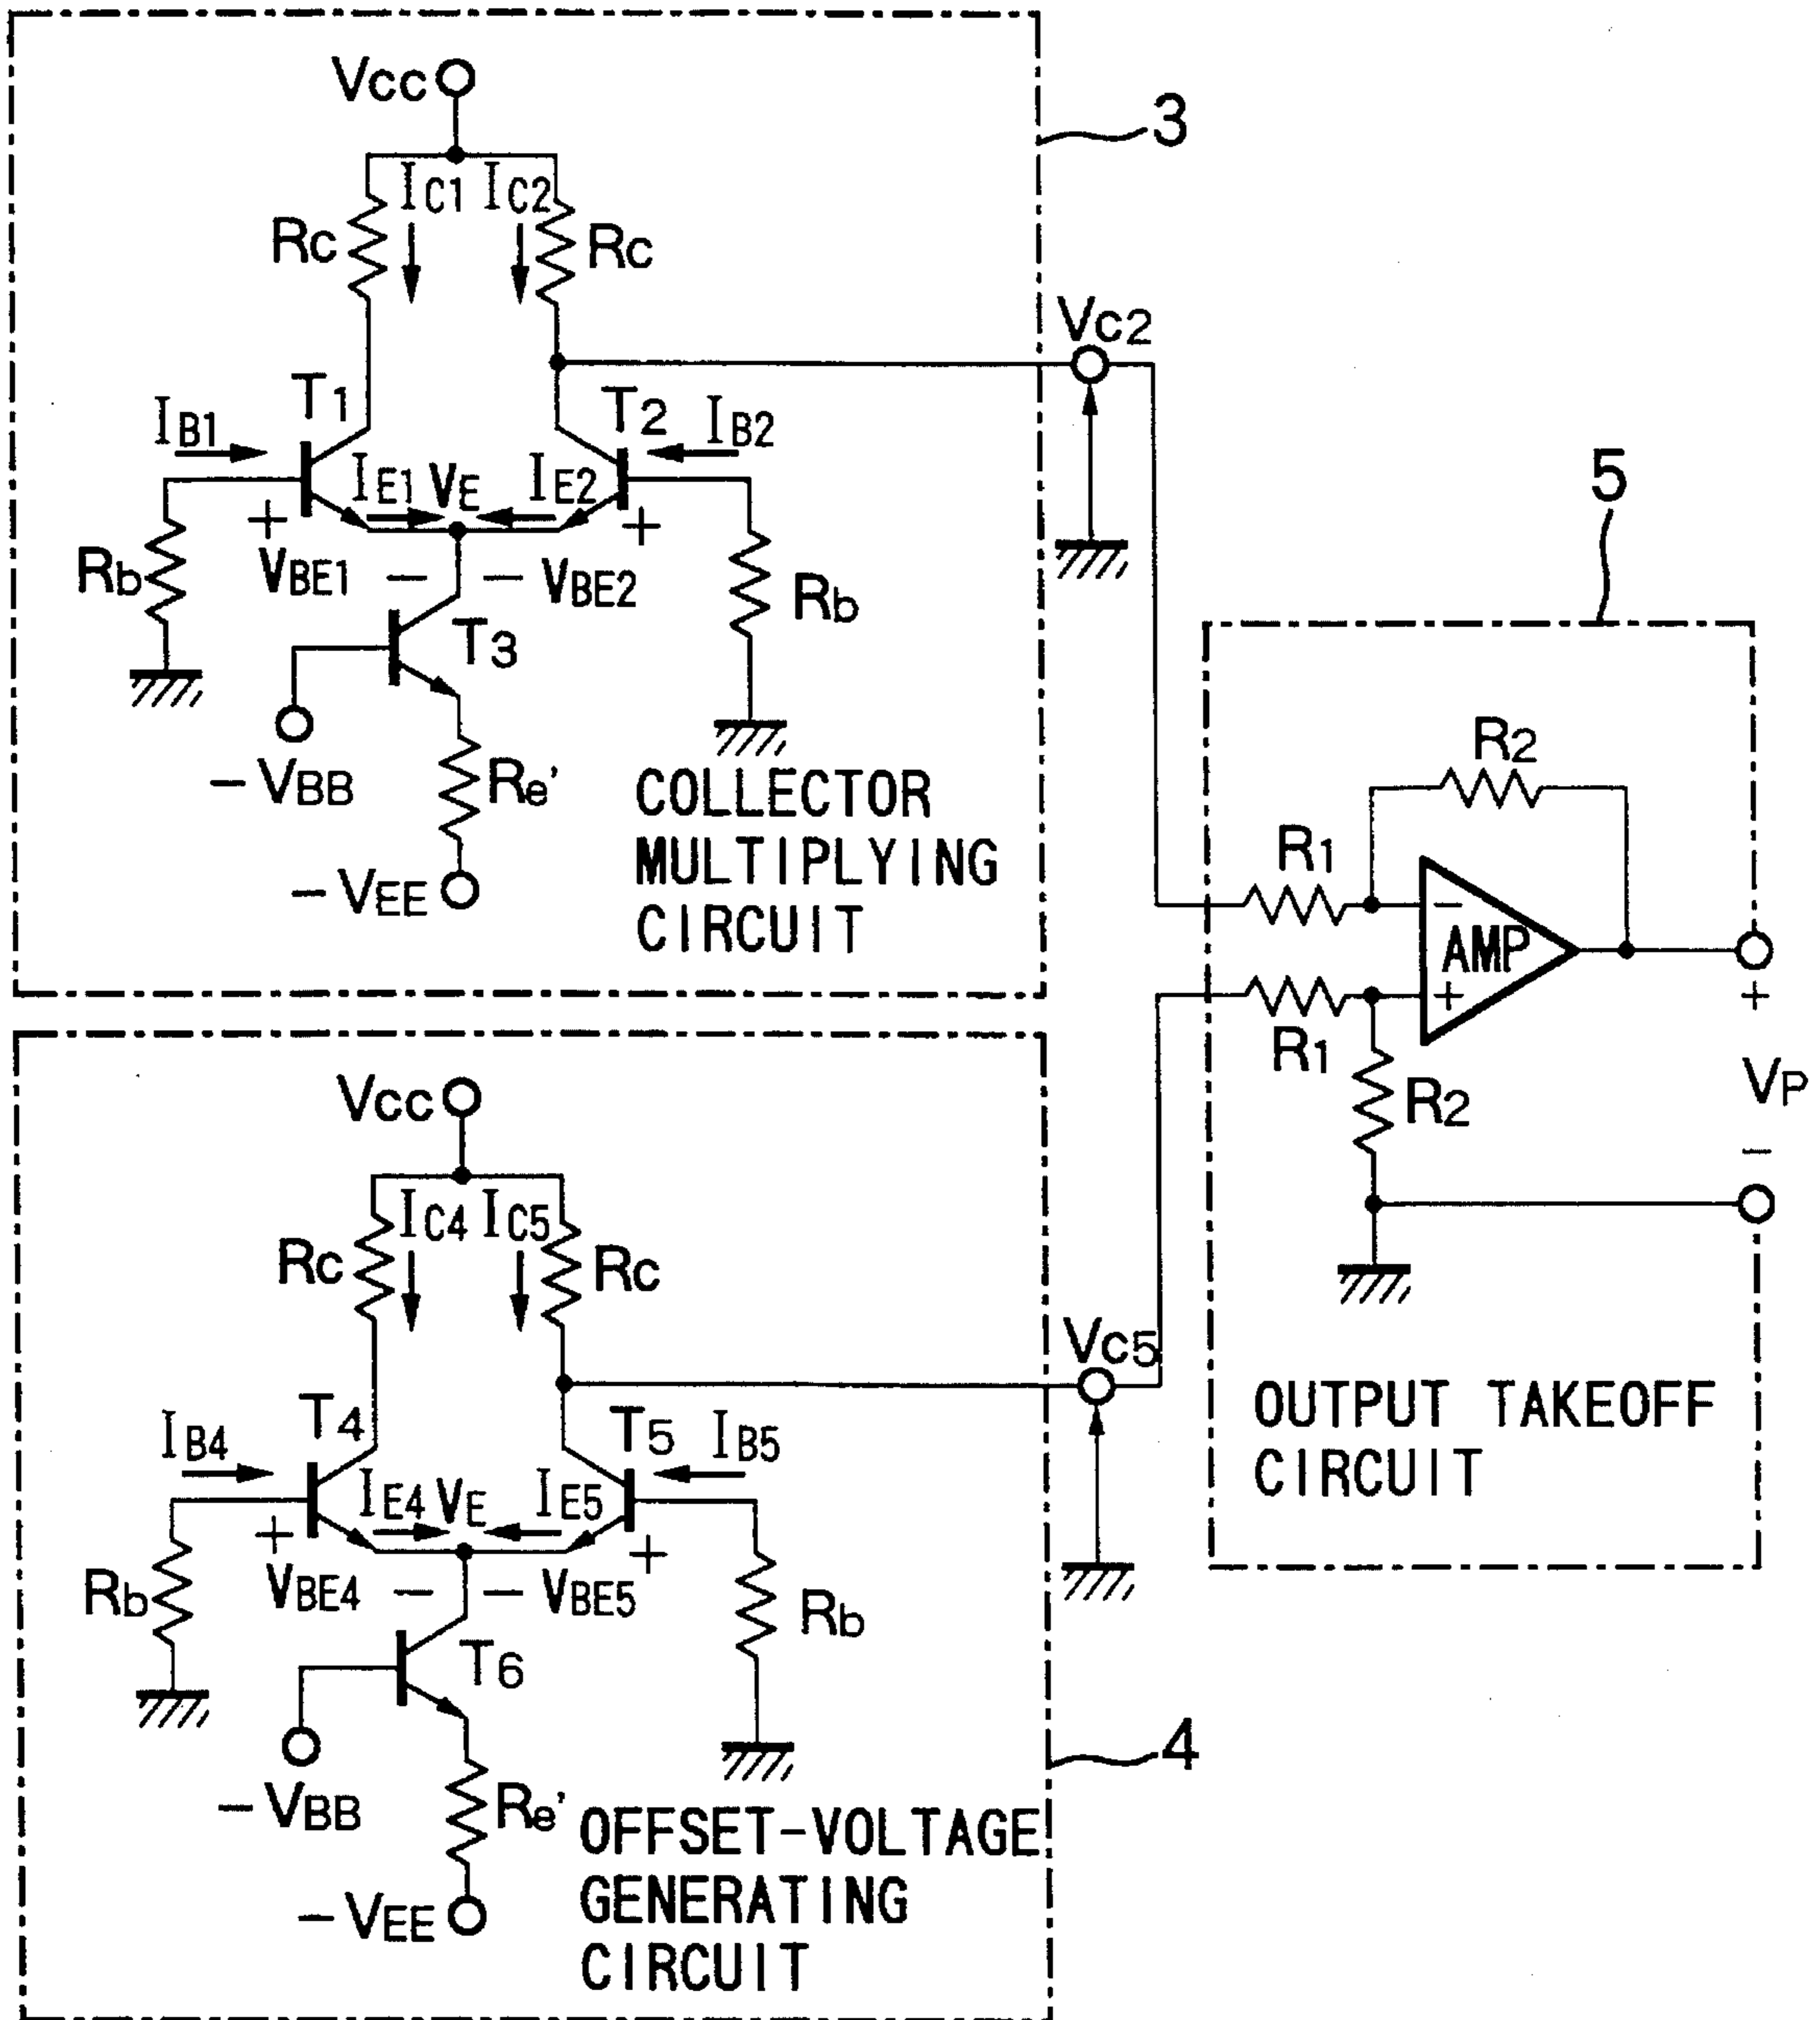 Vcc
3
IC1 IC2
Rc
Rc
Vc2
T1
T2
IB1
IB2
IE1 VE IE2
+
+
VBE1 − − VBE2
Rb
Rb
T3
−VBB
Re'
−VEE
COLLECTOR
MULTIPLYING
CIRCUIT
5
R2
R1
−
AMP
+
R1
R2
+
VP
−
OUTPUT TAKEOFF
CIRCUIT
Vcc
IC4 IC5
Rc
Rc
Vc5
T4
T5
IB4
IB5
IE4 VE IE5
+
+
VBE4 − − VBE5
Rb
Rb
T6
4
−VBB
Re'
−VEE
OFFSET-VOLTAGE
GENERATING
CIRCUIT